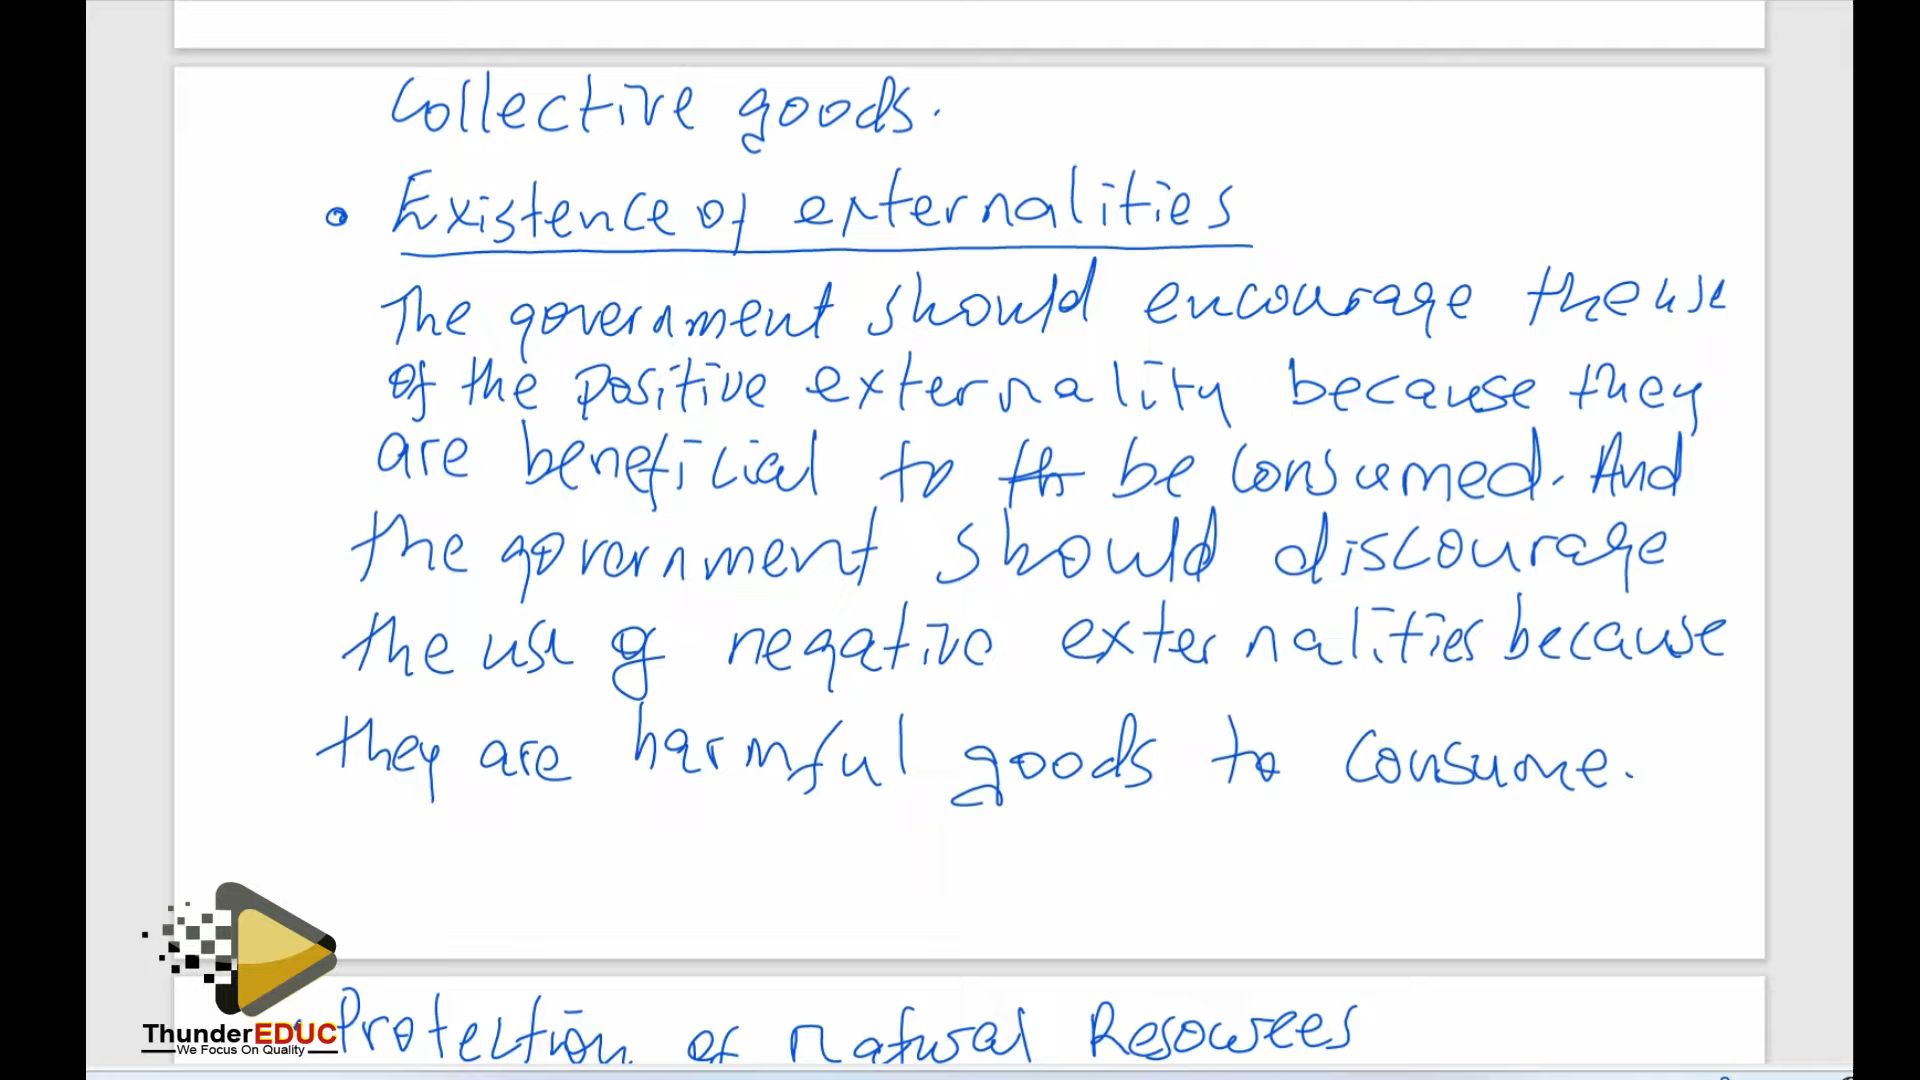 Collective goods.
• Existence of externalities
The government should encourage the use
of the positive externality because they
are beneficial to th be consumed. And
the government should discourage
the use of negative externalities because
they are harmful goods to consume.
ThunderEDUC
We Focus On Quality
Protection of natural Resources